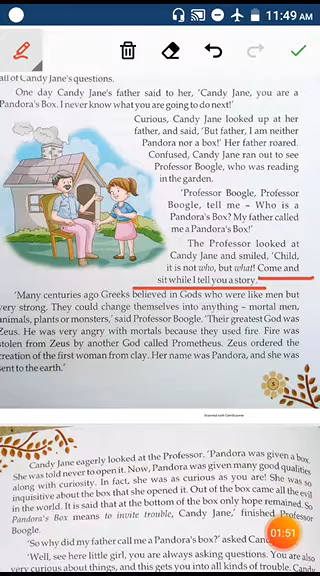 11:49 AM
all of Candy Jane's questions.
One day Candy Jane's father said to her, 'Candy Jane, you are a
Pandora's Box. I never know what you are going to do next!'
Curious, Candy Jane looked up at her
father, and said, 'But father, I am neither
Pandora nor a box!' Her father roared.
Confused, Candy Jane ran out to see
Professor Boogle, who was reading
in the garden.
'Professor Boogle, Professor
Boogle, tell me – Who is a
Pandora's Box? My father called
me a Pandora's Box!'
The Professor looked at
Candy Jane and smiled, 'Child,
it is not who, but what! Come and
sit while I tell you a story.'
'Many centuries ago Greeks believed in Gods who were like men but
very strong. They could change themselves into anything – mortal men,
animals, plants or monsters,' said Professor Boogle. 'Their greatest God was
Zeus. He was very angry with mortals because they used fire. Fire was
stolen from Zeus by another God called Prometheus. Zeus ordered the
creation of the first woman from clay. Her name was Pandora, and she was
sent to the earth.'
5
Scanned with CamScanner
Candy Jane eagerly looked at the Professor. 'Pandora was given a box.
She was told never to open it. Now, Pandora was given many good qualities
along with curiosity. In fact, she was as curious as you are! She was so
inquisitive about the box that she opened it. Out of the box came all the evil
in the world. It is said that at the bottom of the box only hope remained. So
Pandora's Box means to invite trouble, Candy Jane,' finished Professor
Boogle.
'So why did my father call me a Pandora's box?' asked
'Well, see here little girl, you are always asking questions. You are also
very curious about things, and this gets you into all kinds of trouble.
01:51